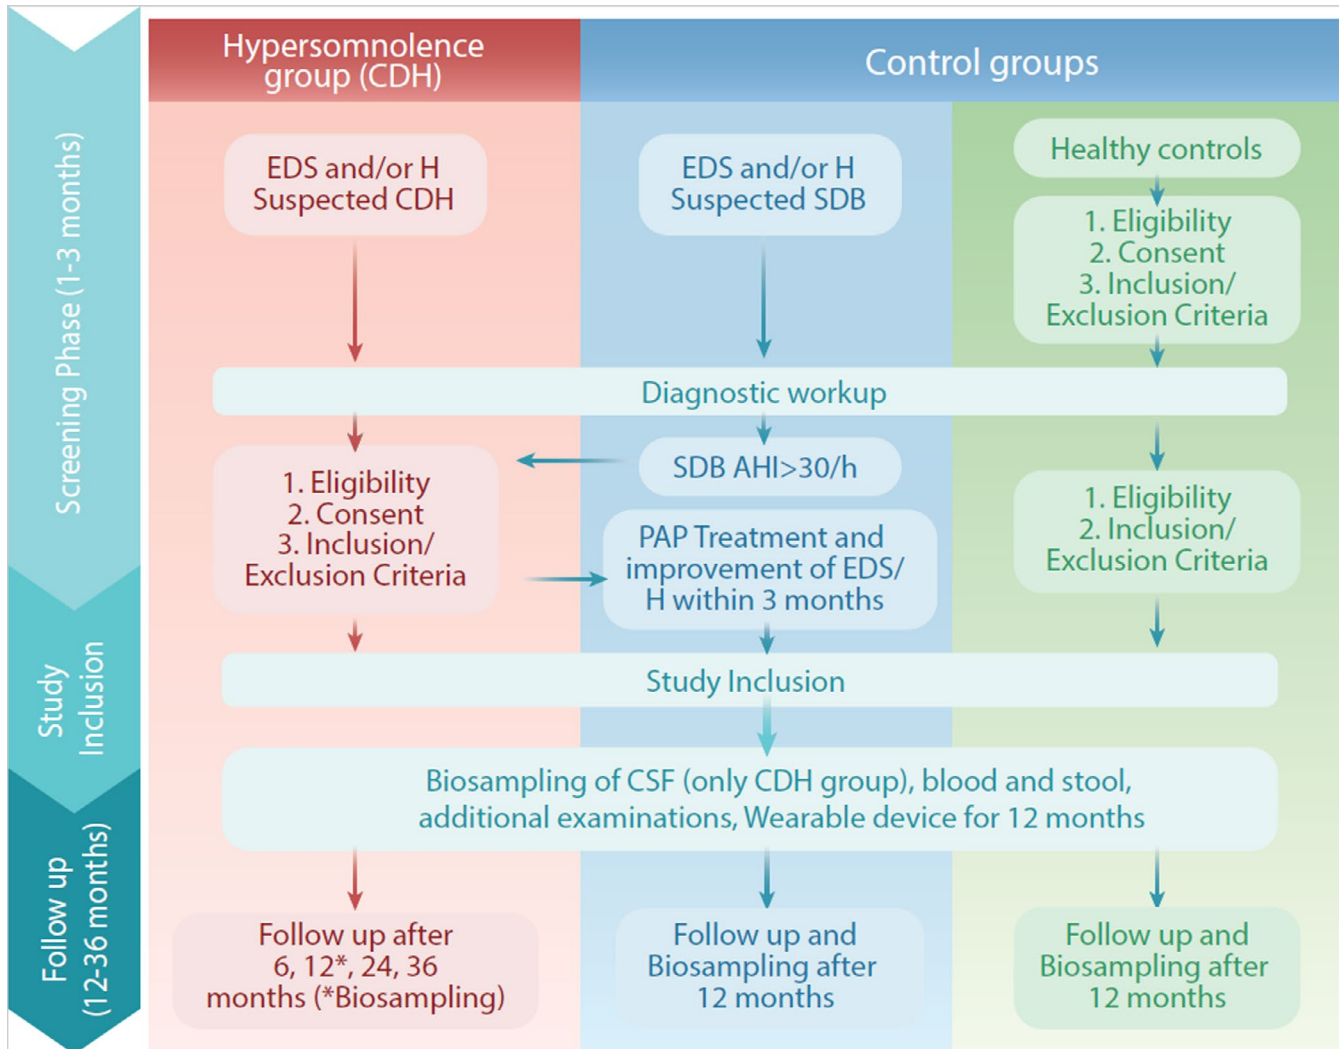 Hypersomnolence
group (CDH)
Control groups
Screening Phase (1-3 months)
EDS and/or H
Suspected CDH
EDS and/or H
Suspected SDB
Healthy controls
1. Eligibility
2. Consent
3. Inclusion/
Exclusion Criteria
Diagnostic workup
1. Eligibility
2. Consent
3. Inclusion/
Exclusion Criteria
SDB AHI>30/h
PAP Treatment and
improvement of EDS/
H within 3 months
1. Eligibility
2. Inclusion/
Exclusion Criteria
Study
Inclusion
Study Inclusion
Biosampling of CSF (only CDH group), blood and stool,
additional examinations, Wearable device for 12 months
Follow up
(12-36 months)
Follow up after
6, 12*, 24, 36
months (*Biosampling)
Follow up and
Biosampling after
12 months
Follow up and
Biosampling after
12 months